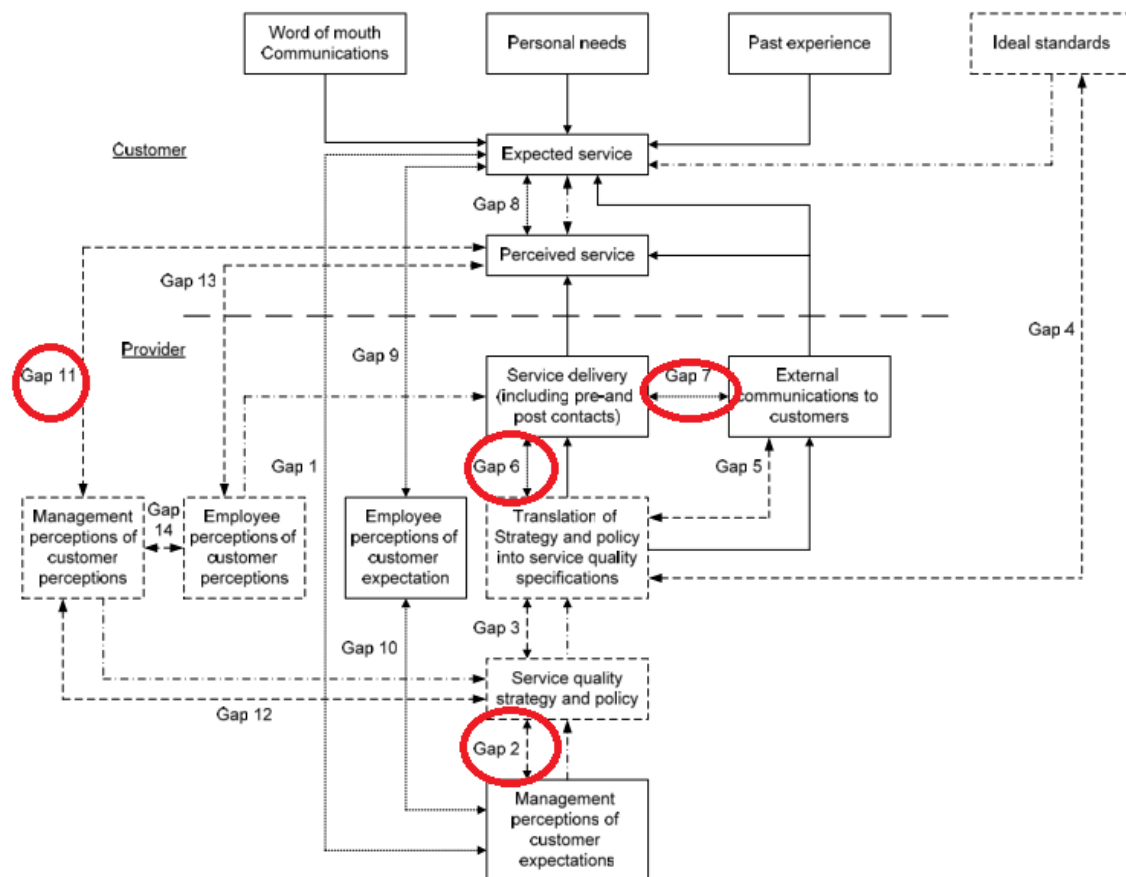 Word of mouth
Communications
Personal needs
Past experience
Ideal standards
Customer
Expected service
Gap 8
Perceived service
Gap 13
Provider
Gap 11
Gap 9
Gap 4
Service delivery
(including pre-and
post contacts)
Gap 7
External
communications to
customers
Gap 1
Gap 6
Gap 5
Management
perceptions of
customer
perceptions
Gap
14
Employee
perceptions of
customer
perceptions
Employee
perceptions of
customer
expectation
Translation of
Strategy and policy
into service quality
specifications
Gap 3
Gap 10
Service quality
strategy and policy
Gap 12
Gap 2
Management
perceptions of
customer
expectations